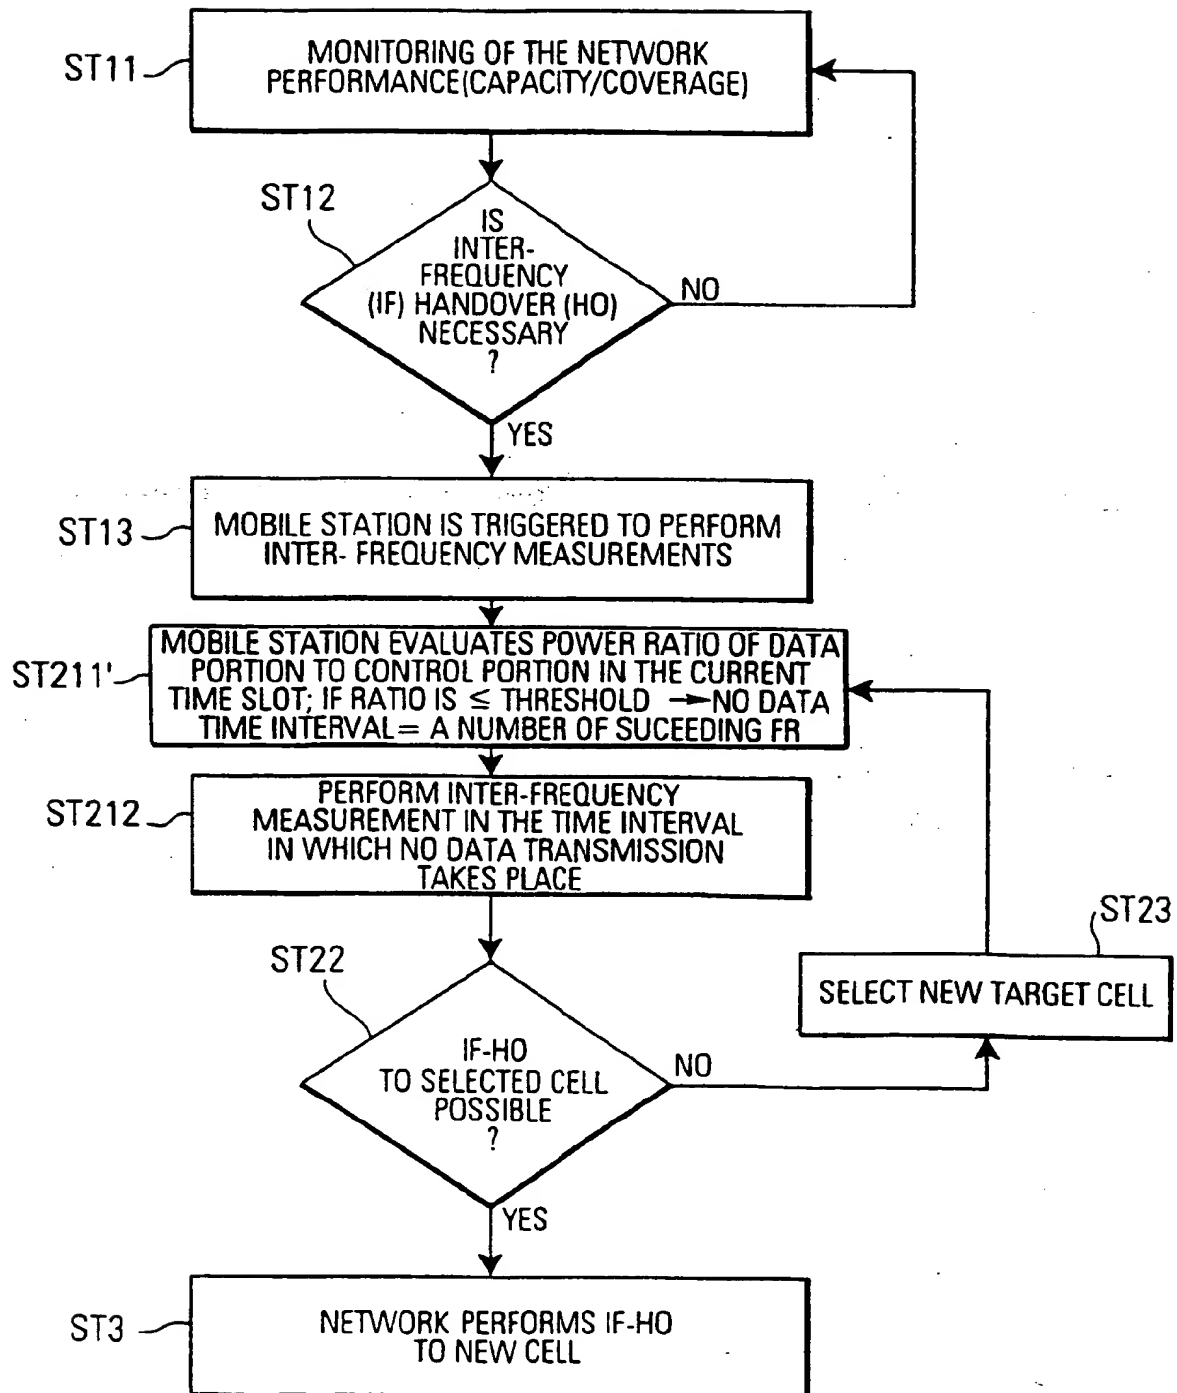 ST11
MONITORING OF THE NETWORK
PERFORMANCE(CAPACITY/COVERAGE)
ST12
IS
INTER-
FREQUENCY
(IF) HANDOVER (HO)
NECESSARY
?
NO
YES
ST13
MOBILE STATION IS TRIGGERED TO PERFORM
INTER- FREQUENCY MEASUREMENTS
ST211'
MOBILE STATION EVALUATES POWER RATIO OF DATA
PORTION TO CONTROL PORTION IN THE CURRENT
TIME SLOT; IF RATIO IS ≤ THRESHOLD → NO DATA
TIME INTERVAL= A NUMBER OF SUCEEDING FR
ST212
PERFORM INTER-FREQUENCY
MEASUREMENT IN THE TIME INTERVAL
IN WHICH NO DATA TRANSMISSION
TAKES PLACE
ST22
IF-HO
TO SELECTED CELL
POSSIBLE
?
NO
ST23
SELECT NEW TARGET CELL
YES
ST3
NETWORK PERFORMS IF-HO
TO NEW CELL